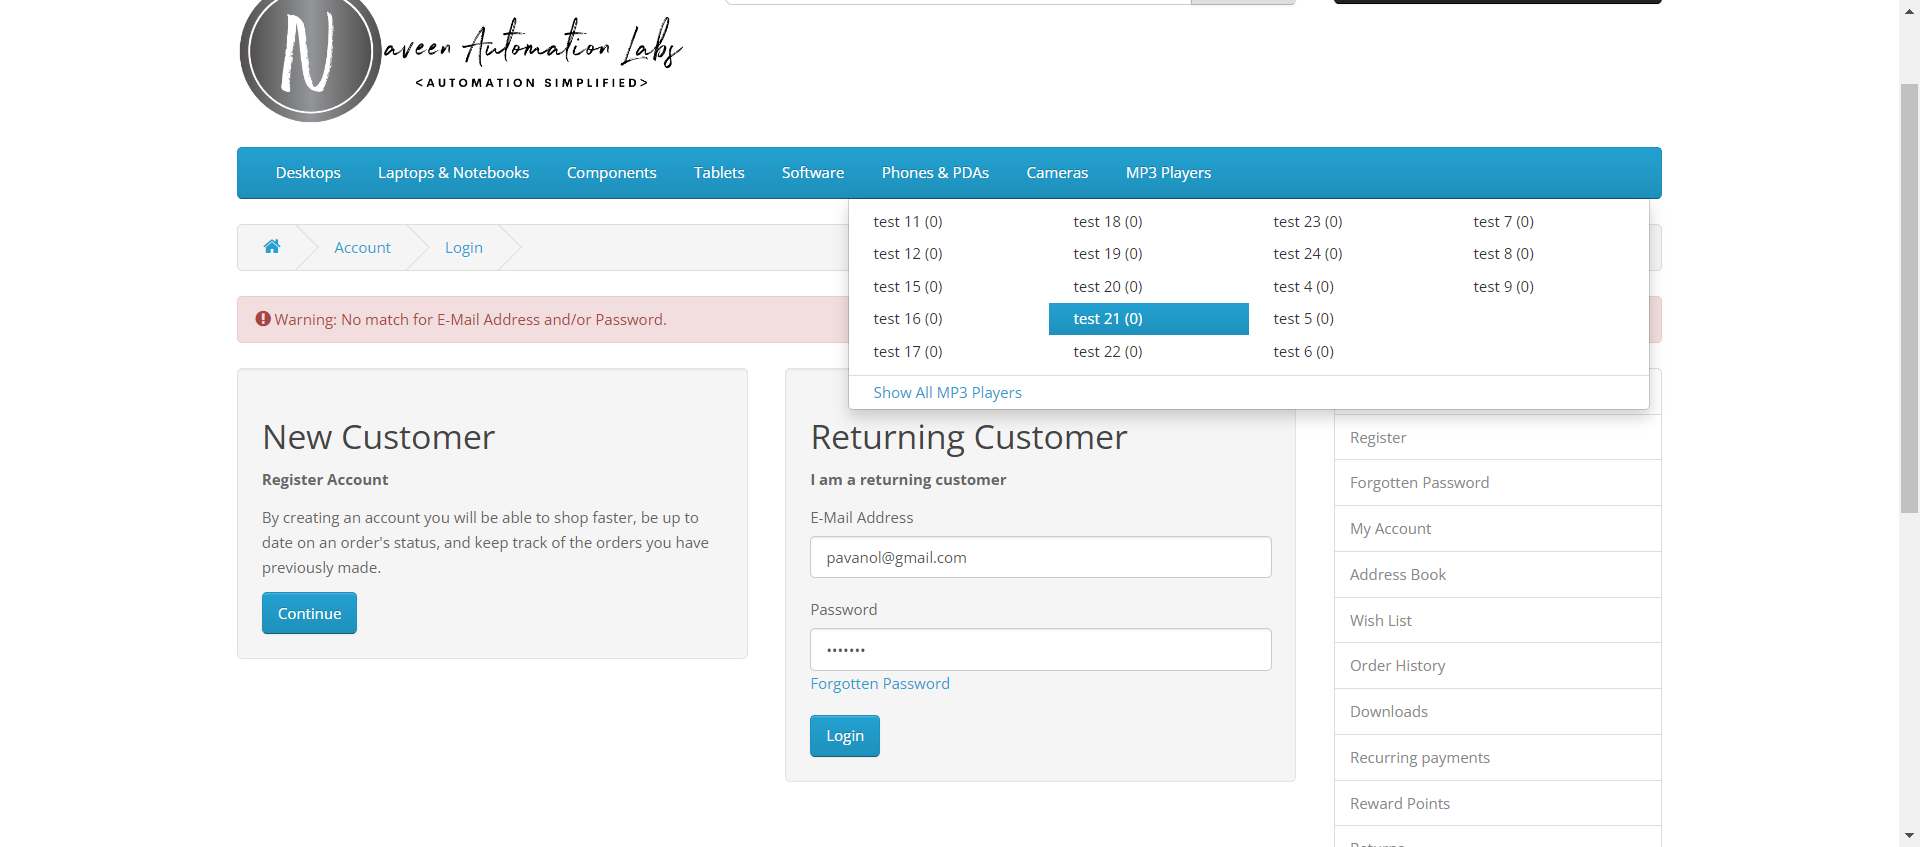 Naveen Automation Labs
<AUTOMATION SIMPLIFIED>
Desktops Laptops & Notebooks Components Tablets Software Phones & PDAs Cameras MP3 Players
test 11 (0) test 18 (0) test 23 (0) test 7 (0)
Account Login
test 12 (0) test 19 (0) test 24 (0) test 8 (0)
test 15 (0) test 20 (0) test 4 (0) test 9 (0)
Warning: No match for E-Mail Address and/or Password.
test 16 (0) test 21 (0) test 5 (0)
test 17 (0) test 22 (0) test 6 (0)
Show All MP3 Players
New Customer
Register Account
By creating an account you will be able to shop faster, be up to
date on an order's status, and keep track of the orders you have
previously made.
Continue
Returning Customer
I am a returning customer
E-Mail Address
pavanol@gmail.com
Password
•••••••
Forgotten Password
Login
Register
Forgotten Password
My Account
Address Book
Wish List
Order History
Downloads
Recurring payments
Reward Points